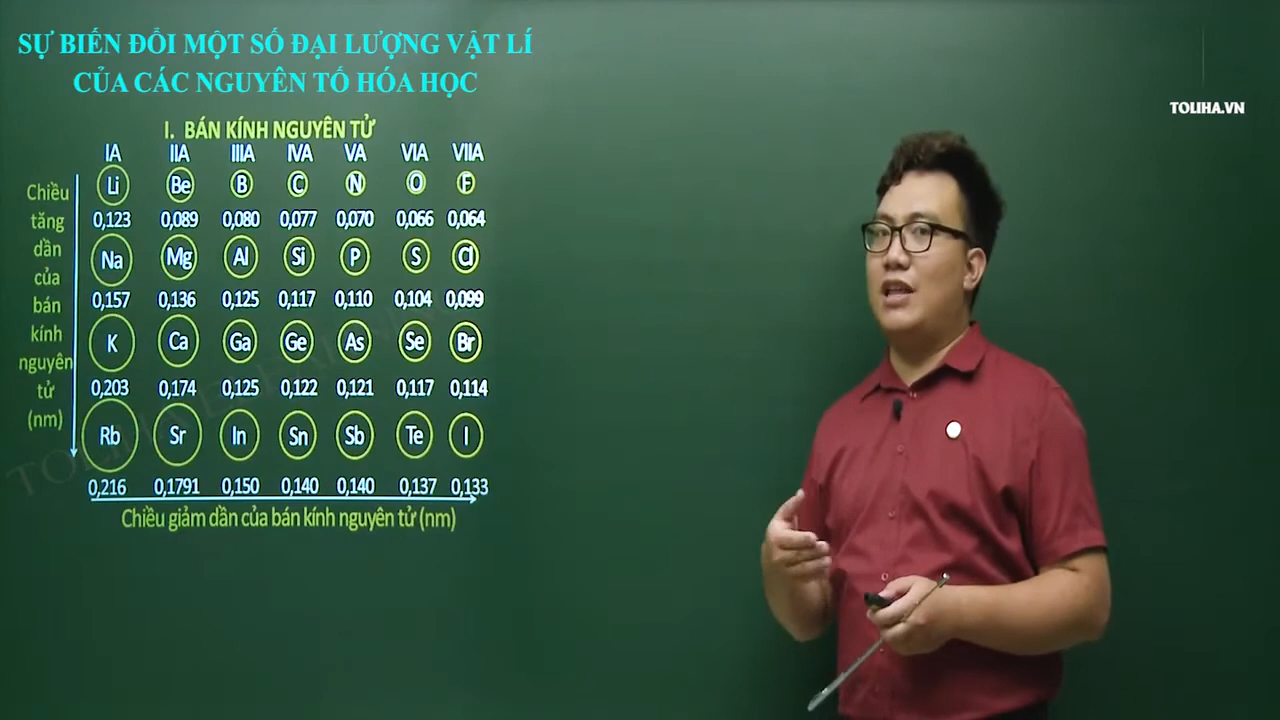 SỰ BIẾN ĐỔI MỘT SỐ ĐẠI LƯỢNG VẬT LÍ
CỦA CÁC NGUYÊN TỐ HÓA HỌC
TOLIHA.VN
I. BÁN KÍNH NGUYÊN TỬ
IA IIA IIIA IVA VA VIA VIIA
Li Be B C N O F
0,123 0,089 0,080 0,077 0,070 0,066 0,064
Na Mg Al Si P S Cl
0,157 0,136 0,125 0,117 0,110 0,104 0,099
K Ca Ga Ge As Se Br
0,203 0,174 0,125 0,122 0,121 0,117 0,114
Rb Sr In Sn Sb Te I
0,216 0,1791 0,150 0,140 0,140 0,137 0,133
Chiều
tăng
dần
của
bán
kính
nguyên
tử
(nm)
Chiều giảm dần của bán kính nguyên tử (nm)